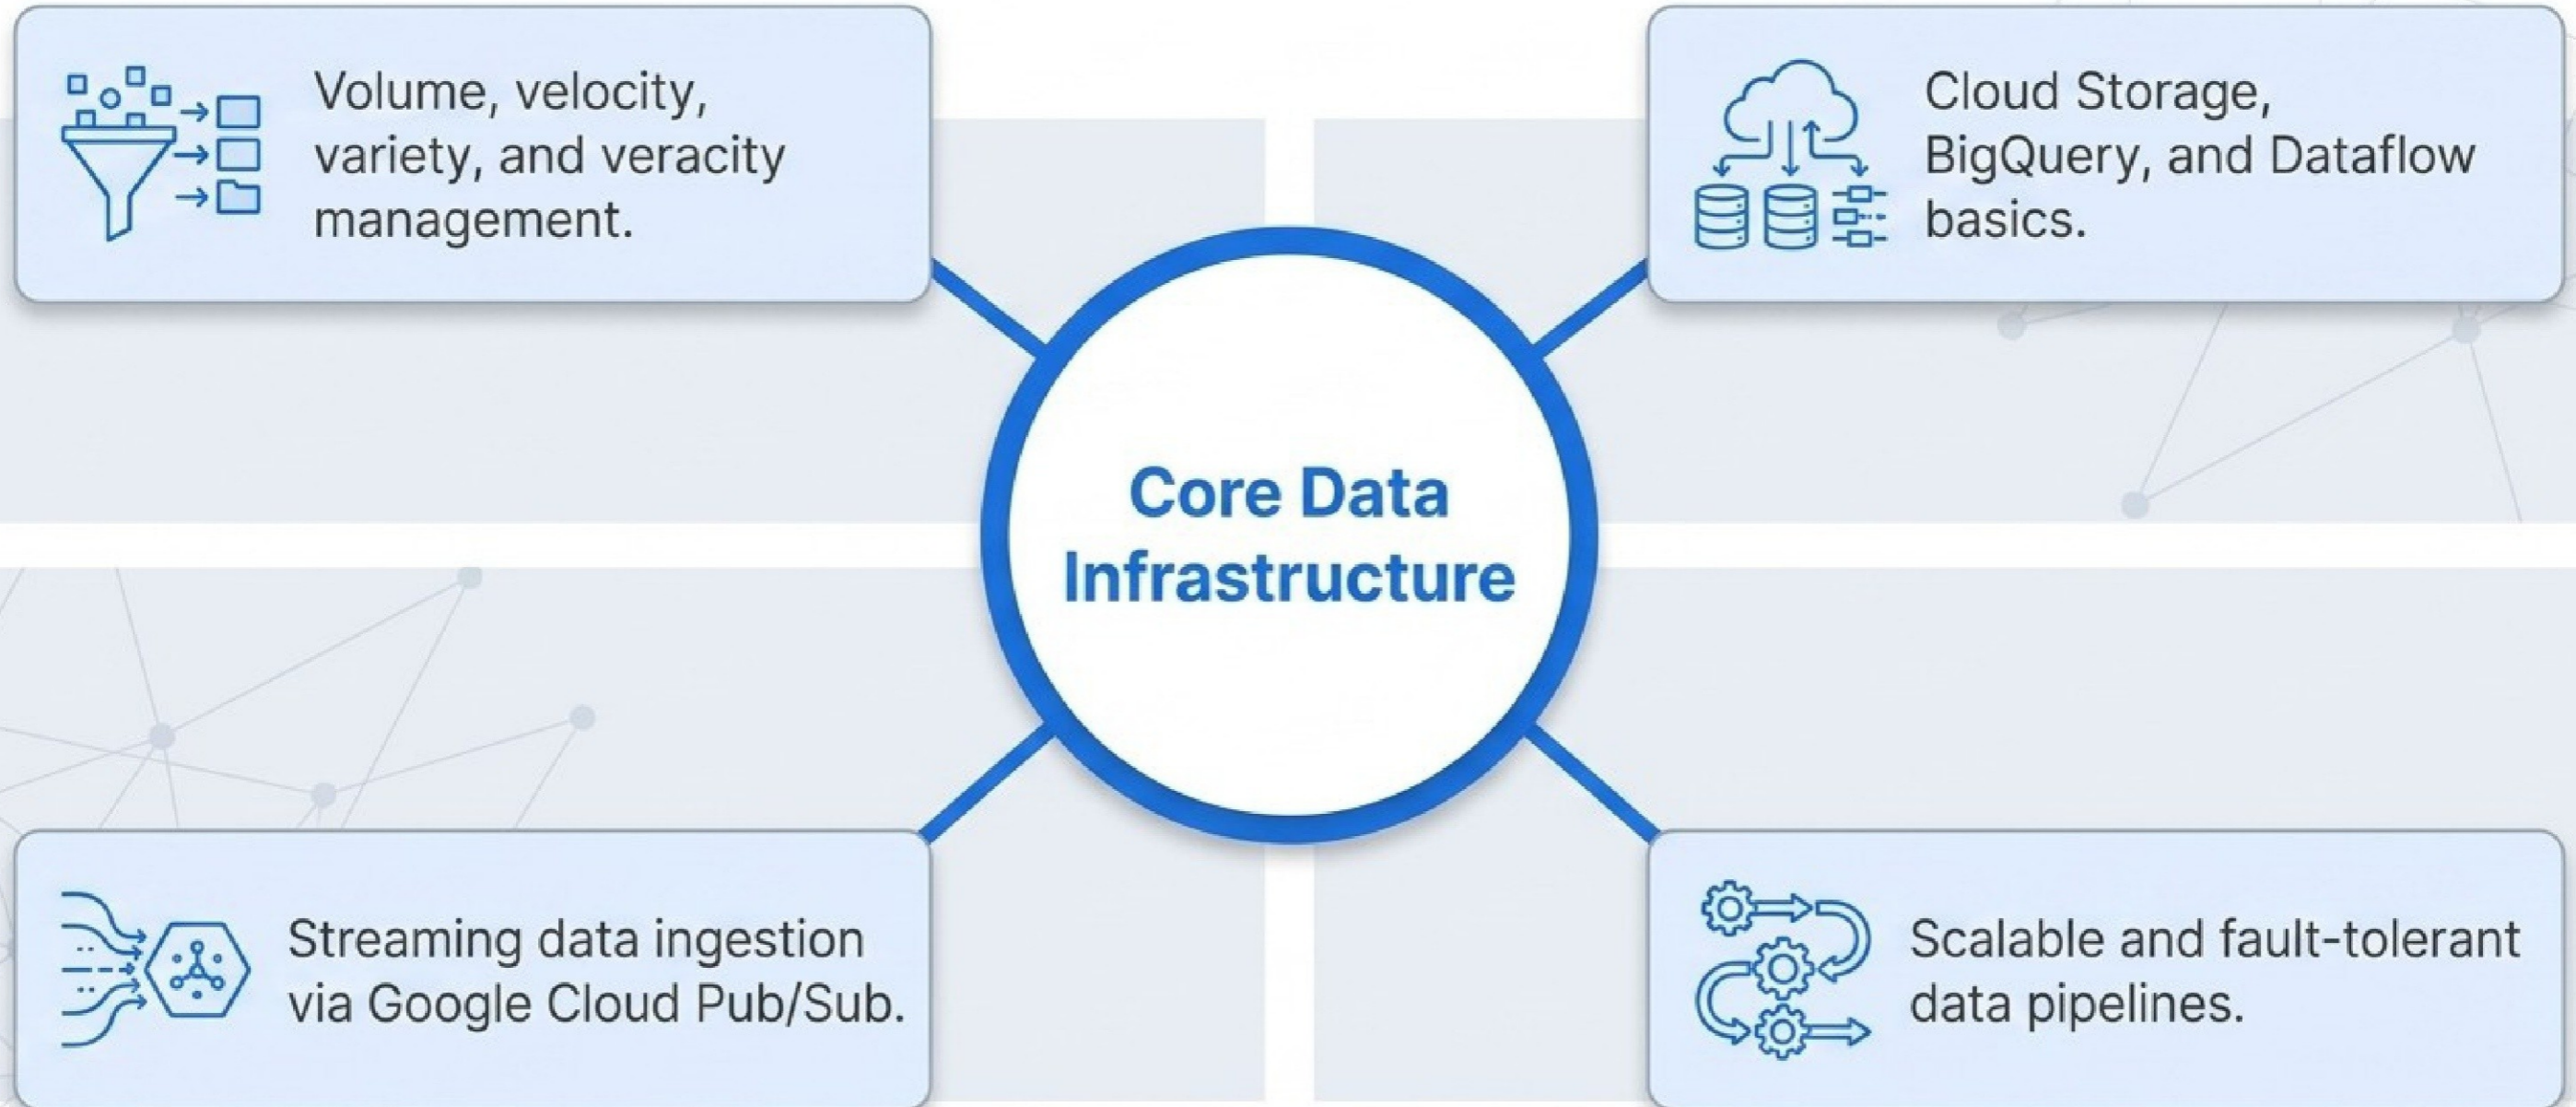 Volume, velocity,
variety, and veracity
management.
Cloud Storage,
BigQuery, and Dataflow
basics.
Core Data
Infrastructure
Streaming data ingestion
via Google Cloud Pub/Sub.
Scalable and fault-tolerant
data pipelines.